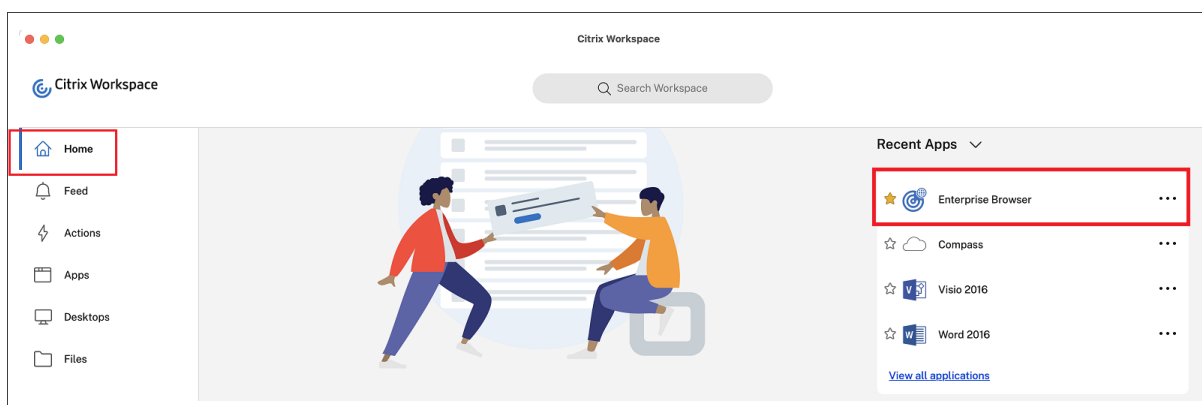 Citrix Workspace
Citrix Workspace
Search Workspace
Home
Feed
Actions
Apps
Desktops
Files
Recent Apps
Enterprise Browser
Compass
Visio 2016
Word 2016
View all applications